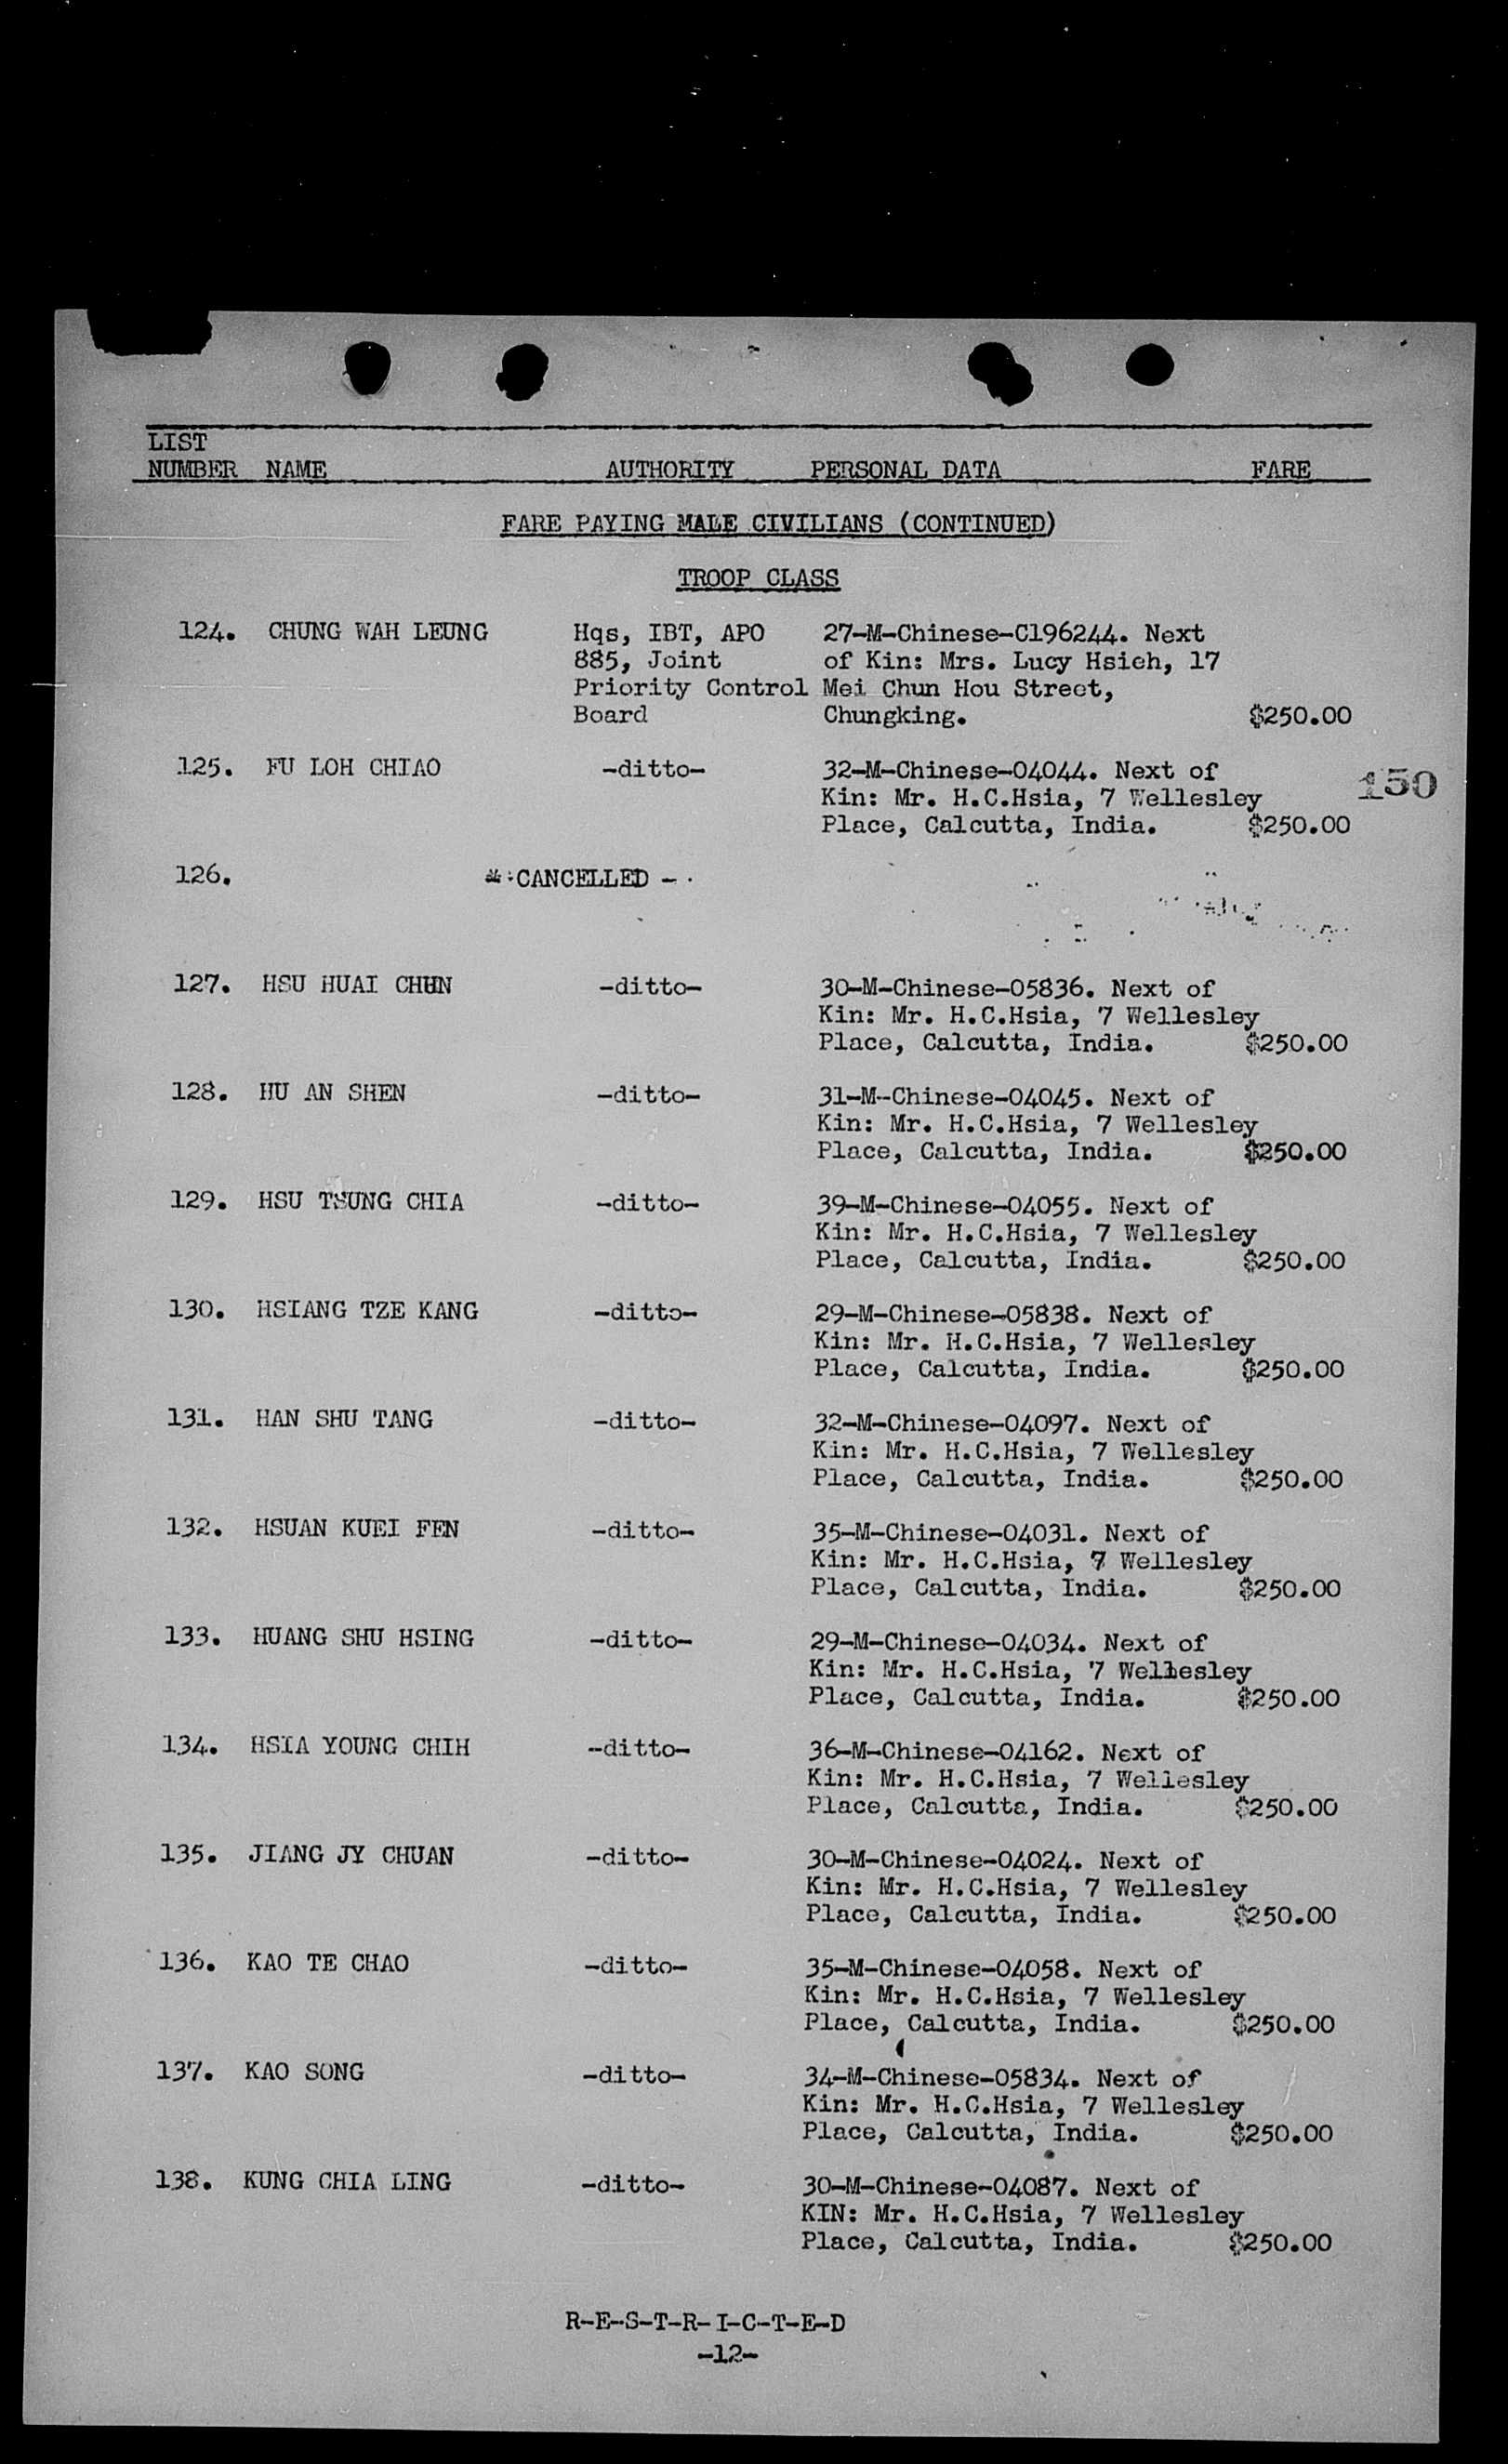 LIST
NUMBER NAME AUTHORITY PERSONAL DATA FARE
FARE PAYING MALE CIVILIANS (CONTINUED)
TROOP CLASS
124. CHUNG WAH LEUNG Hqs, IBT, APO 27-M-Chinese-C196244. Next
885, Joint of Kin: Mrs. Lucy Hsieh, 17
Priority Control Mei Chun Hou Street,
Board Chungking. $250.00
125. FU LOH CHIAO -ditto- 32-M-Chinese-04044. Next of
150
Kin: Mr. H.C.Hsia, 7 Wellesley
Place, Calcutta, India. $250.00
126. CANCELLED -
127. HSU HUAI CHUN -ditto- 30-M-Chinese-05836. Next of
Kin: Mr. H.C.Hsia, 7 Wellesley
Place, Calcutta, India. $250.00
128. HU AN SHEN -ditto- 31-M-Chinese-04045. Next of
Kin: Mr. H.C.Hsia, 7 Wellesley
Place, Calcutta, India. $250.00
129. HSU TSUNG CHIA -ditto- 39-M-Chinese-04055. Next of
Kin: Mr. H.C.Hsia, 7 Wellesley
Place, Calcutta, India. $250.00
130. HSIANG TZE KANG -ditto- 29-M-Chinese-05838. Next of
Kin: Mr. H.C.Hsia, 7 Wellesley
Place, Calcutta, India. $250.00
131. HAN SHU TANG -ditto- 32-M-Chinese-04097. Next of
Kin: Mr. H.C.Hsia, 7 Wellesley
Place, Calcutta, India. $250.00
132. HSUAN KUEI FEN -ditto- 35-M-Chinese-04031. Next of
Kin: Mr. H.C.Hsia, 7 Wellesley
Place, Calcutta, India. $250.00
133. HUANG SHU HSING -ditto- 29-M-Chinese-04034. Next of
Kin: Mr. H.C.Hsia, 7 Wellesley
Place, Calcutta, India. $250.00
134. HSIA YOUNG CHIH -ditto- 36-M-Chinese-04162. Next of
Kin: Mr. H.C.Hsia, 7 Wellesley
Place, Calcutta, India. $250.00
135. JIANG JY CHUAN -ditto- 30-M-Chinese-04024. Next of
Kin: Mr. H.C.Hsia, 7 Wellesley
Place, Calcutta, India. $250.00
136. KAO TE CHAO -ditto- 35-M-Chinese-04058. Next of
Kin: Mr. H.C.Hsia, 7 Wellesley
Place, Calcutta, India. $250.00
137. KAO SONG -ditto- 34-M-Chinese-05834. Next of
Kin: Mr. H.C.Hsia, 7 Wellesley
Place, Calcutta, India. $250.00
138. KUNG CHIA LING -ditto- 30-M-Chinese-04087. Next of
KIN: Mr. H.C.Hsia, 7 Wellesley
Place, Calcutta, India. $250.00
R-E-S-T-R-I-C-T-E-D
-12-